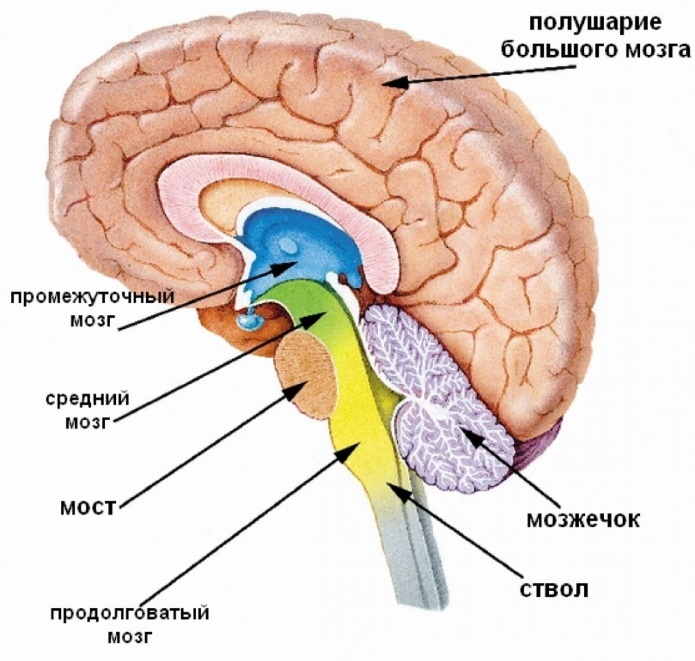 полушарие
большого мозга
промежуточный
мозг
средний
мозг
мост
мозжечок
ствол
продолговатый
мозг